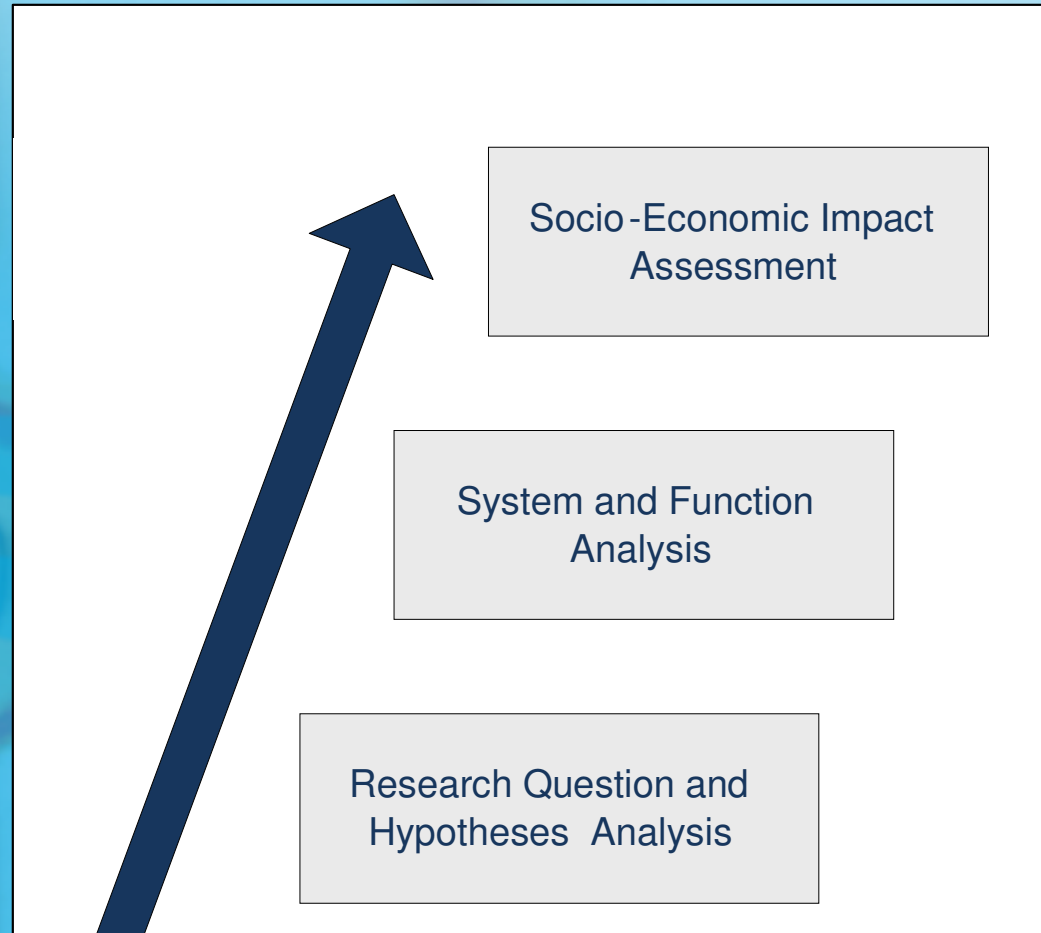 Socio-Economic Impact
Assessment
System and Function
Analysis
Research Question and
Hypotheses Analysis